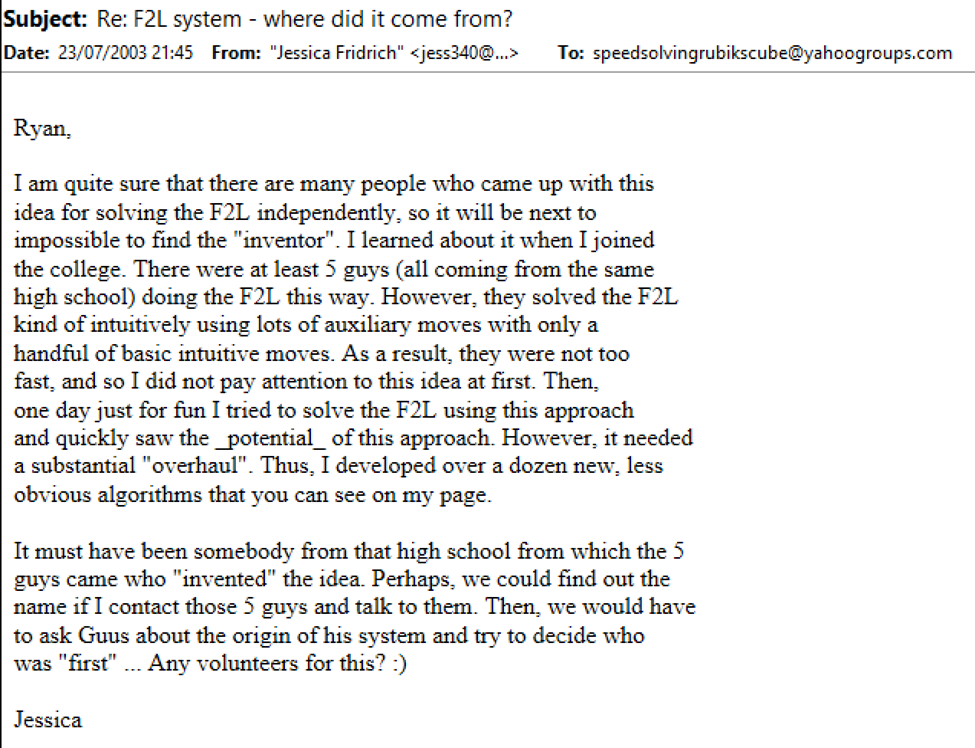 Subject: Re: F2L system - where did it come from?
Date: 23/07/2003 21:45 From: "Jessica Fridrich" <jess340@...> To: speedsolvingrubikscube@yahoogroups.com
Ryan,
I am quite sure that there are many people who came up with this
idea for solving the F2L independently, so it will be next to
impossible to find the "inventor". I learned about it when I joined
the college. There were at least 5 guys (all coming from the same
high school) doing the F2L this way. However, they solved the F2L
kind of intuitively using lots of auxiliary moves with only a
handful of basic intuitive moves. As a result, they were not too
fast, and so I did not pay attention to this idea at first. Then,
one day just for fun I tried to solve the F2L using this approach
and quickly saw the _potential_ of this approach. However, it needed
a substantial "overhaul". Thus, I developed over a dozen new, less
obvious algorithms that you can see on my page.
It must have been somebody from that high school from which the 5
guys came who "invented" the idea. Perhaps, we could find out the
name if I contact those 5 guys and talk to them. Then, we would have
to ask Guus about the origin of his system and try to decide who
was "first" ... Any volunteers for this? :)
Jessica